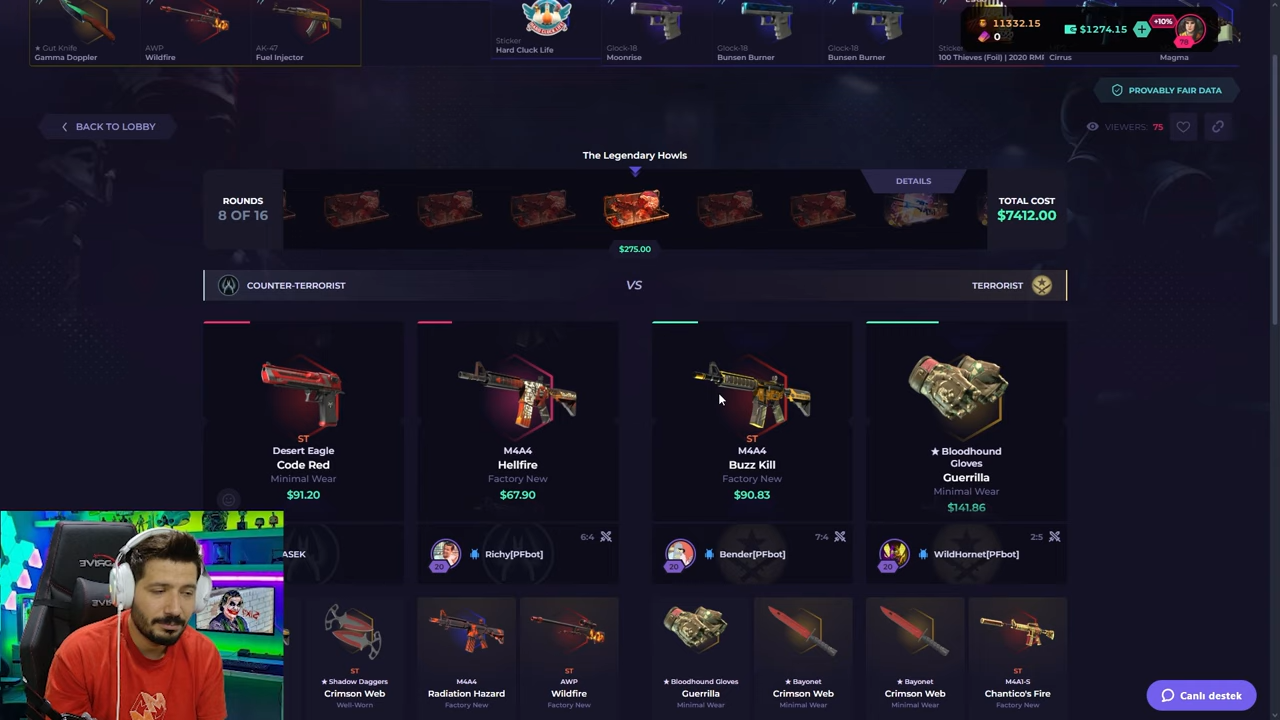 ★ Gut Knife
Gamma Doppler
AWP
Wildfire
AK-47
Fuel Injector
Sticker
Hard Cluck Life
Glock-18
Moonrise
Glock-18
Bunsen Burner
Glock-18
Bunsen Burner
100 Thieves (Foil) | 2020 RMR
Cirrus
Magma
11332.15
0
$1274.15
+10%
78
PROVABLY FAIR DATA
BACK TO LOBBY
VIEWERS: 75
The Legendary Howls
DETAILS
ROUNDS
8 OF 16
TOTAL COST
$7412.00
$275.00
COUNTER-TERRORIST
VS
TERRORIST
ST
Desert Eagle
Code Red
Minimal Wear
$91.20
M4A4
Hellfire
Factory New
$67.90
ST
M4A4
Buzz Kill
Factory New
$90.83
★ Bloodhound
Gloves
Guerrilla
Minimal Wear
$141.86
ASEK
6:4
Richy[PFbot]
20
7:4
Bender[PFbot]
20
2:5
WildHornet[PFbot]
20
ST
★ Shadow Daggers
Crimson Web
Well-Worn
M4A4
Radiation Hazard
Factory New
ST
AWP
Wildfire
Factory New
★ Bloodhound Gloves
Guerrilla
Minimal Wear
★ Bayonet
Crimson Web
Minimal Wear
★ Bayonet
Crimson Web
Minimal Wear
ST
M4A1-S
Chantico's Fire
Factory New
Canlı destek